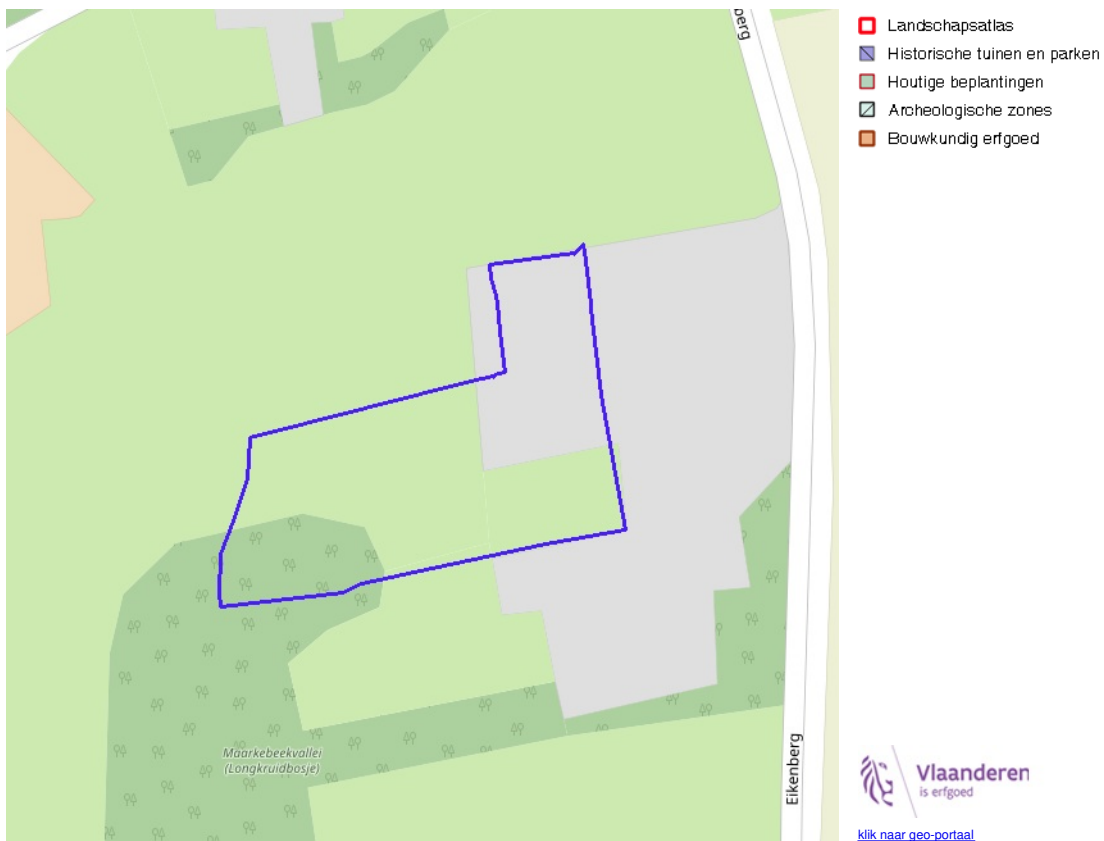 berg
Landschapsatlas
Historische tuinen en parken
Houtige beplantingen
Archeologische zones
Bouwkundig erfgoed
Maarkebeekvallei
(Longkruidbosje)
Eikenberg
Vlaanderen
is erfgoed
klik naar geo-portaal